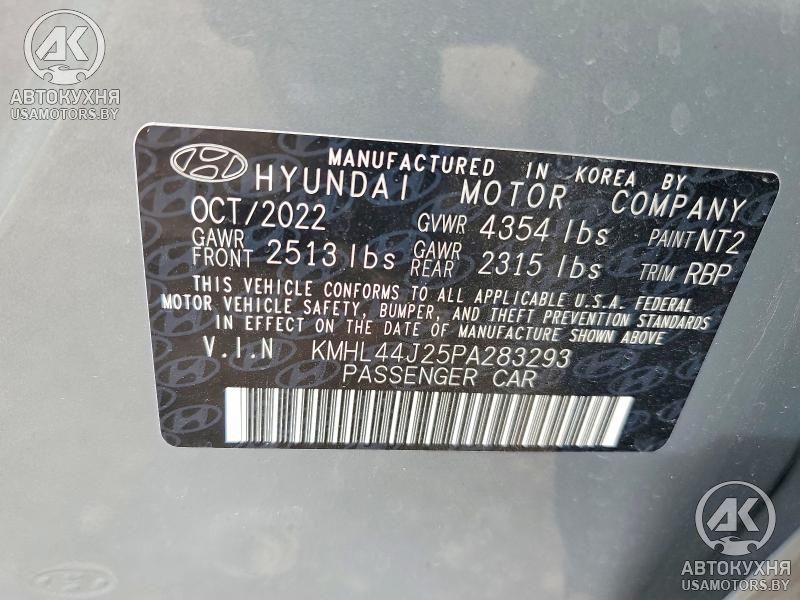 AK
АВТОКУХНЯ
USAMOTORS.BY
MANUFACTURED IN KOREA BY
HYUNDAI MOTOR COMPANY
OCT/2022 GVWR 4354 lbs PAINT NT2
GAWR FRONT 2513 lbs GAWR REAR 2315 lbs TRIM RBP
THIS VEHICLE CONFORMS TO ALL APPLICABLE U.S.A. FEDERAL
MOTOR VEHICLE SAFETY, BUMPER, AND THEFT PREVENTION STANDARDS
IN EFFECT ON THE DATE OF MANUFACTURE SHOWN ABOVE
V.I.N KMHL44J25PA283293
PASSENGER CAR
AK
АВТОКУХНЯ
USAMOTORS.BY